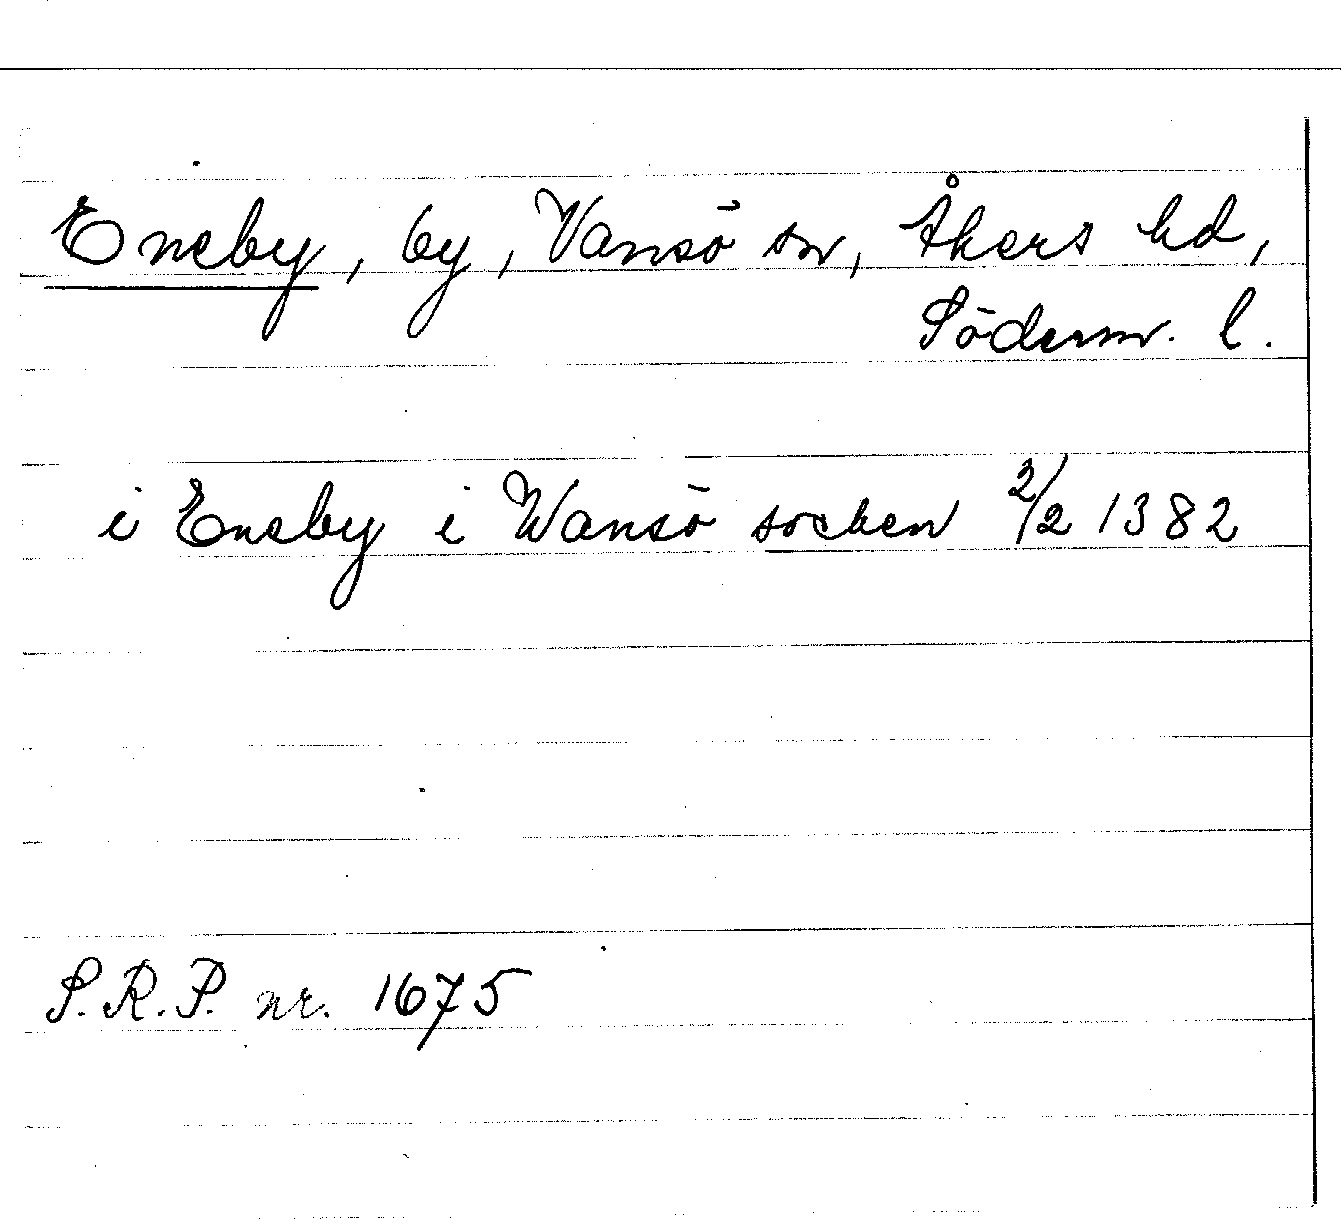 Eneby, by, Vansö sn, Åkers hd,
Söderm. l.
i Eneby i Wansö socken 2/2 1382
S.R.P. nr. 1675